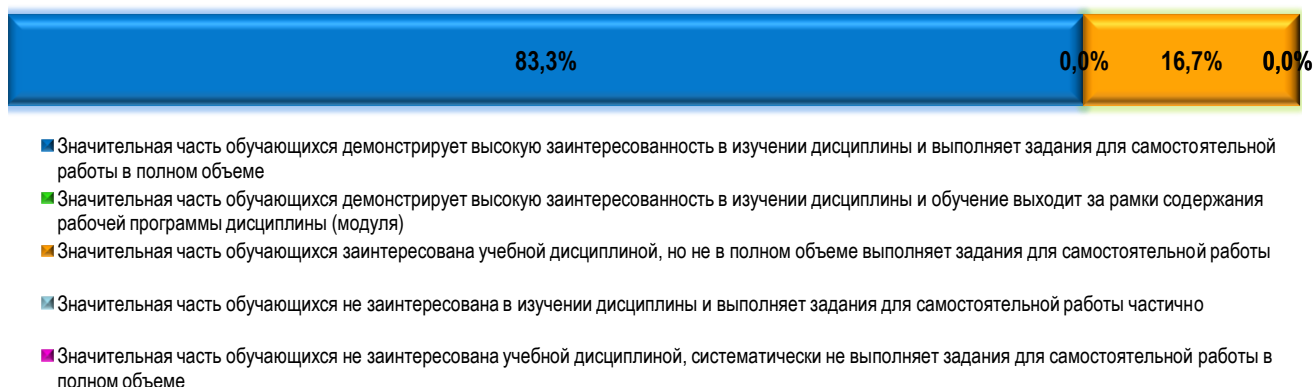 83,3% 0,0% 16,7% 0,0%
Значительная часть обучающихся демонстрирует высокую заинтересованность в изучении дисциплины и выполняет задания для самостоятельной
работы в полном объеме
Значительная часть обучающихся демонстрирует высокую заинтересованность в изучении дисциплины и обучение выходит за рамки содержания
рабочей программы дисциплины (модуля)
Значительная часть обучающихся заинтересована учебной дисциплиной, но не в полном объеме выполняет задания для самостоятельной работы
Значительная часть обучающихся не заинтересована в изучении дисциплины и выполняет задания для самостоятельной работы частично
Значительная часть обучающихся не заинтересована учебной дисциплиной, систематически не выполняет задания для самостоятельной работы в
полном объеме